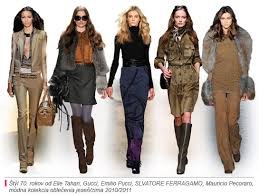 Štýl 70. rokov od Elie Tahari, Gucci, Emilio Pucci, SLVATORE FERRAGAMO, Mauricio Pecoraro,
módna kolekcia oblečenia jeseň/zima 2010/2011